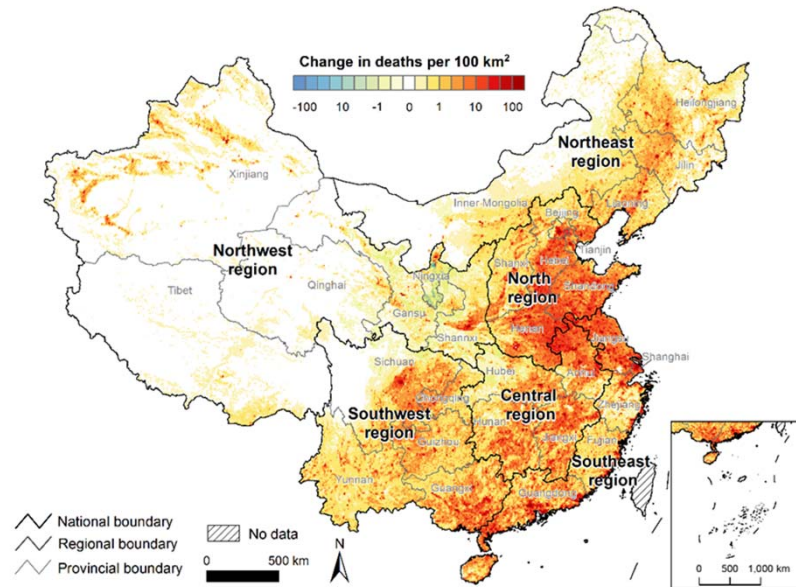 Change in deaths per 100 km²
-100 10 -1 0 1 10 100
Heilongjiang
Northeast
region
Jilin
Liaoning
Xinjiang
Inner Mongolia
Beijing
Tianjin
Northwest
region
Ningxia
Shanxi
Hebei
North
region
Shandong
Tibet
Qinghai
Gansu
Henan
Shannxi
Jiangsu
Shanghai
Sichuan
Hubei
Anhui
Chongqing
Central
region
Zhejiang
Southwest
region
Hunan
Jiangxi
Guizhou
Fujian
Southeast
region
Yunnan
Guangxi
Guangdong
National boundary
Regional boundary
Provincial boundary
No data
0 500 km
N
0 500 1,000 km